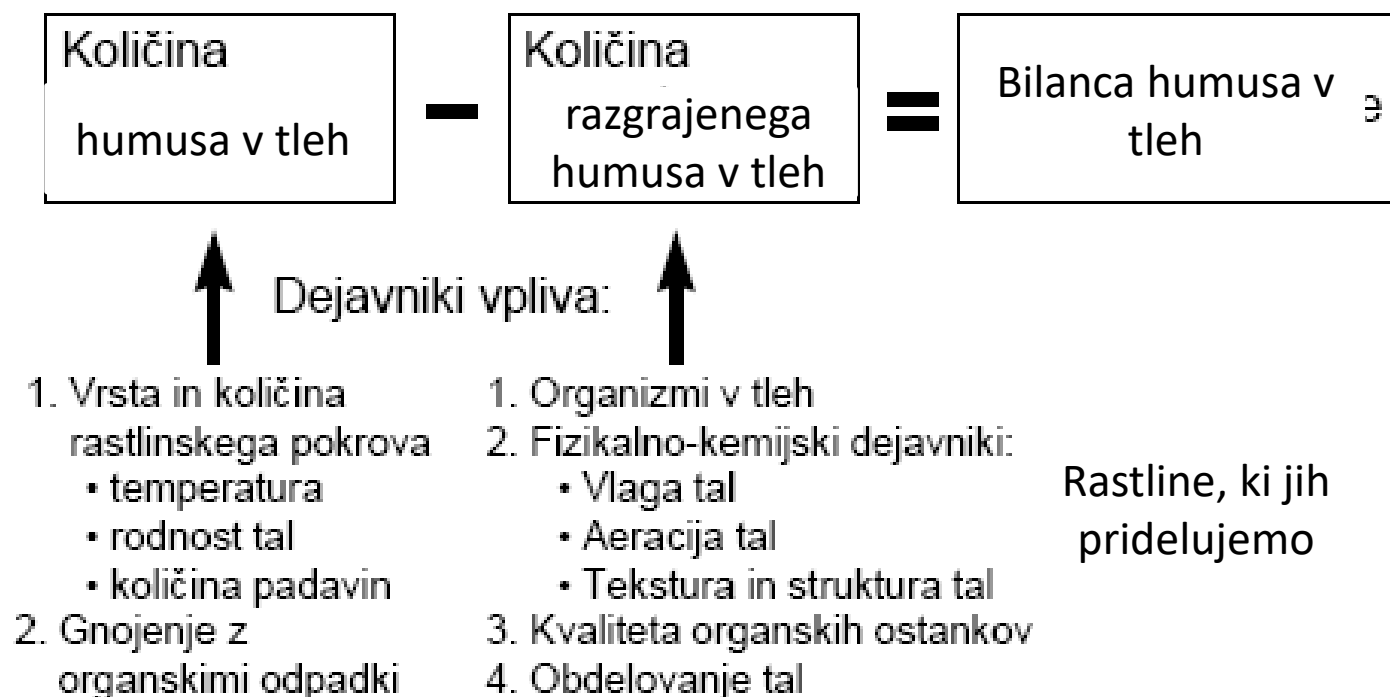 Količina
humusa v tleh
Količina
razgrajenega
humusa v tleh
Bilanca humusa v
tleh
Dejavniki vpliva:
1. Vrsta in količina
rastlinskega pokrova
• temperatura
• rodnost tal
• količina padavin
2. Gnojenje z
organskimi odpadki
1. Organizmi v tleh
2. Fizikalno-kemijski dejavniki:
• Vlaga tal
• Aeracija tal
• Tekstura in struktura tal
3. Kvaliteta organskih ostankov
4. Obdelovanje tal
Rastline, ki jih
pridelujemo